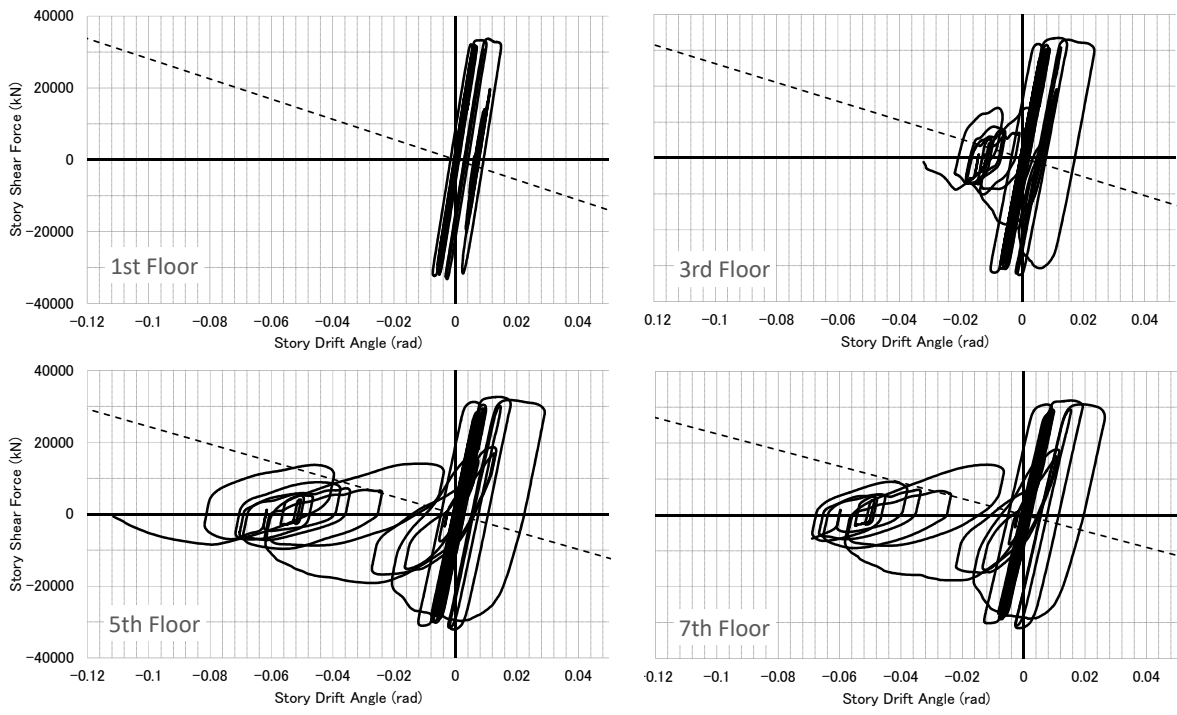 40000
20000
0
−20000
−40000
Story Shear Force (kN)
1st Floor
−0.12 −0.1 −0.08 −0.06 −0.04 −0.02 0 0.02 0.04
Story Drift Angle (rad)
3rd Floor
0.12 −0.1 −0.08 −0.06 −0.04 −0.02 0 0.02 0.04
Story Drift Angle (rad)
40000
20000
0
−20000
−40000
Story Shear Force (kN)
5th Floor
−0.12 −0.1 −0.08 −0.06 −0.04 −0.02 0 0.02 0.04
Story Drift Angle (rad)
7th Floor
0.12 −0.1 −0.08 −0.06 −0.04 −0.02 0 0.02 0.04
Story Drift Angle (rad)